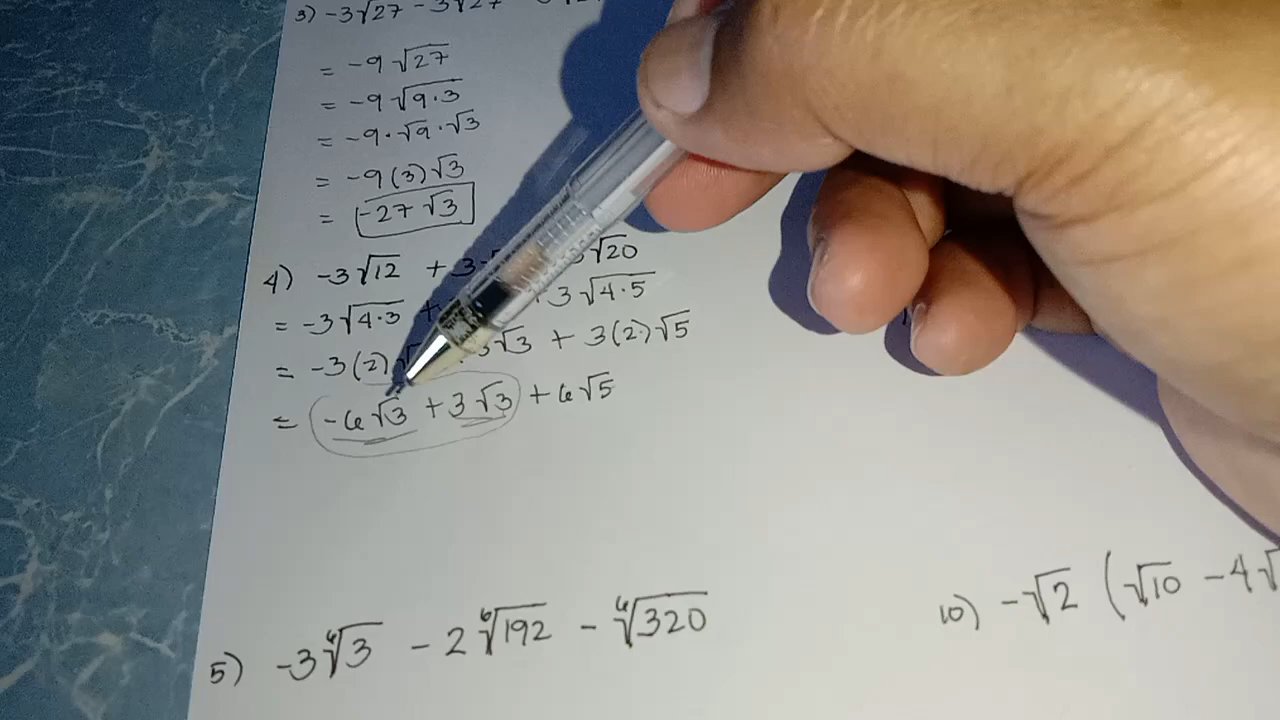 3) -3√27 - 3√27
= -9√27
= -9√9·3
= -9·√9·√3
= -9(3)√3
= -27√3
4) -3√12 + 3 √20
= -3√4·3 + 3√4·5
= -3(2)√ 3√3 + 3(2)√5
= -6√3 + 3√3 + 6√5
5) -3⁶√3 - 2⁶√192 - ⁶√320
10) -√2 (√10 - 4√